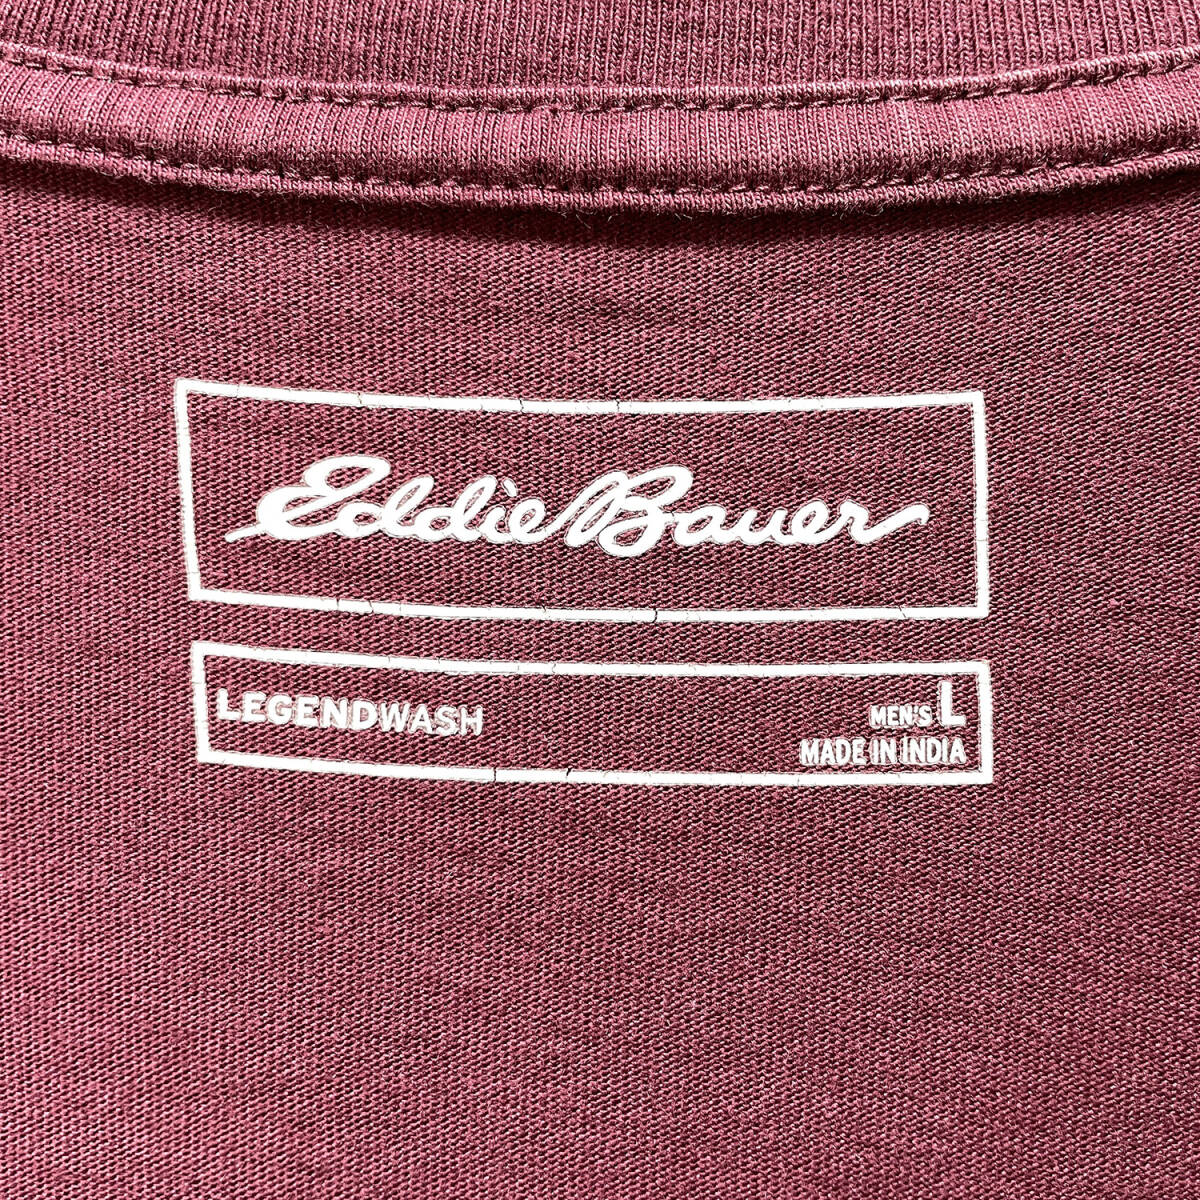 Eddie Bauer
LEGENDWASH
MEN'S L
MADE IN INDIA